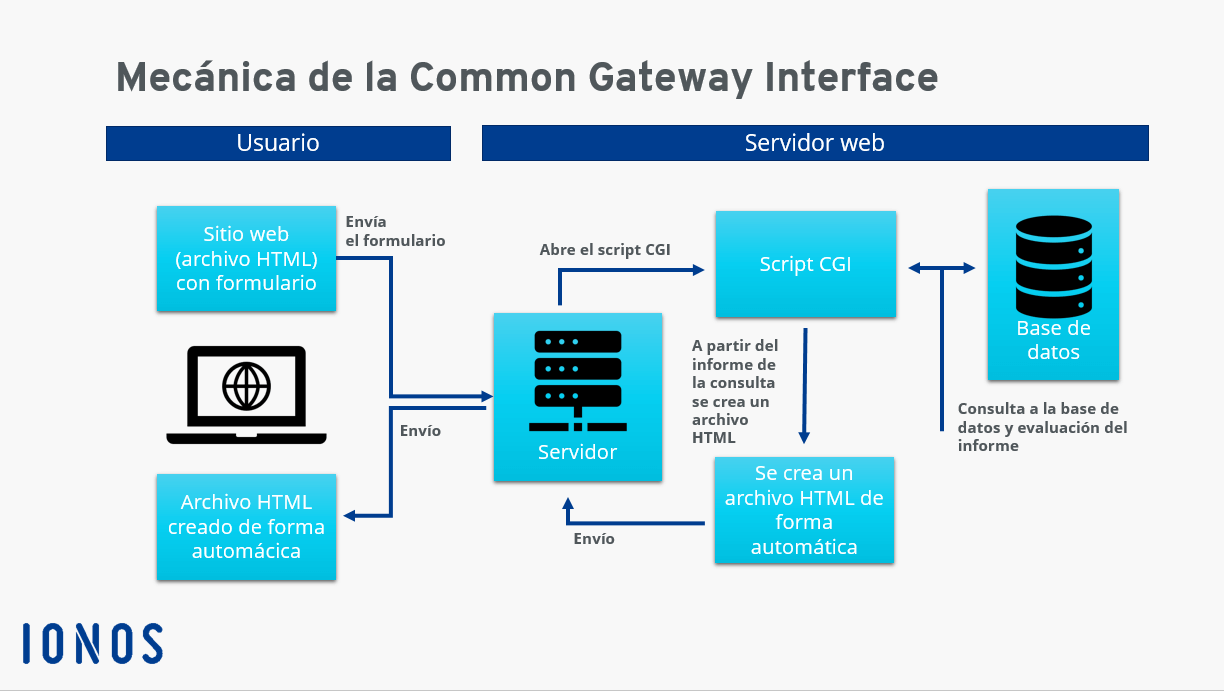 Mecánica de la Common Gateway Interface
Usuario
Servidor web
Sitio web
(archivo HTML)
con formulario
Envía
el formulario
Abre el script CGI
Script CGI
Base de
datos
A partir del
informe de
la consulta
se crea un
archivo
HTML
Servidor
Envío
Consulta a la base de
datos y evaluación del
informe
Archivo HTML
creado de forma
automácica
Envío
Se crea un
archivo HTML de
forma
automática
IONOS